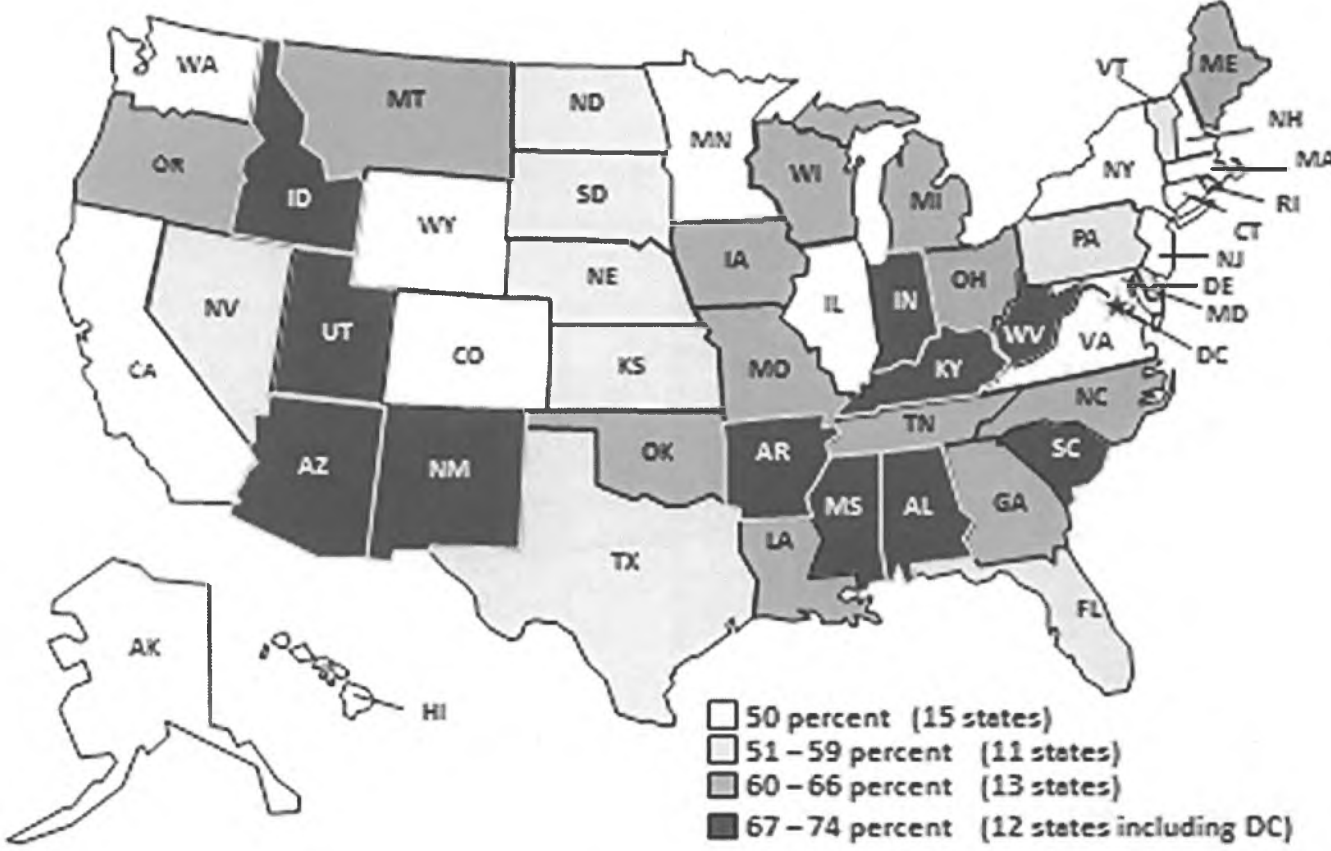 WA
MT
ND
MN
VT
ME
NH
MA
OR
ID
SD
WI
MI
NY
RI
WY
CT
IA
PA
NJ
NE
OH
DE
NV
IL
IN
MD
UT
WV
CO
VA
DC
CA
KS
MO
KY
NC
TN
AZ
NM
OK
AR
SC
MS
AL
GA
LA
TX
FL
AK
HI
50 percent (15 states)
51 – 59 percent (11 states)
60 – 66 percent (13 states)
67 – 74 percent (12 states including DC)